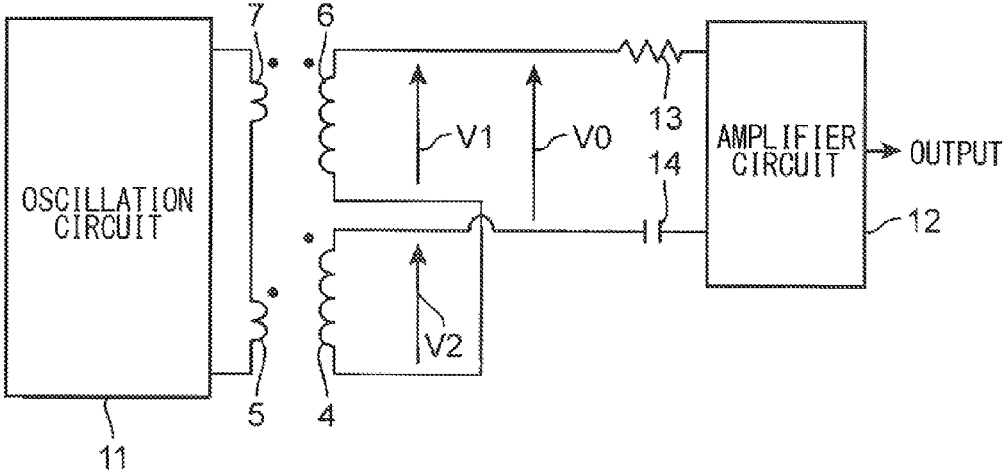 7
6
13
V1
V0
14
AMPLIFIER
CIRCUIT
OUTPUT
OSCILLATION
CIRCUIT
12
V2
5
4
11